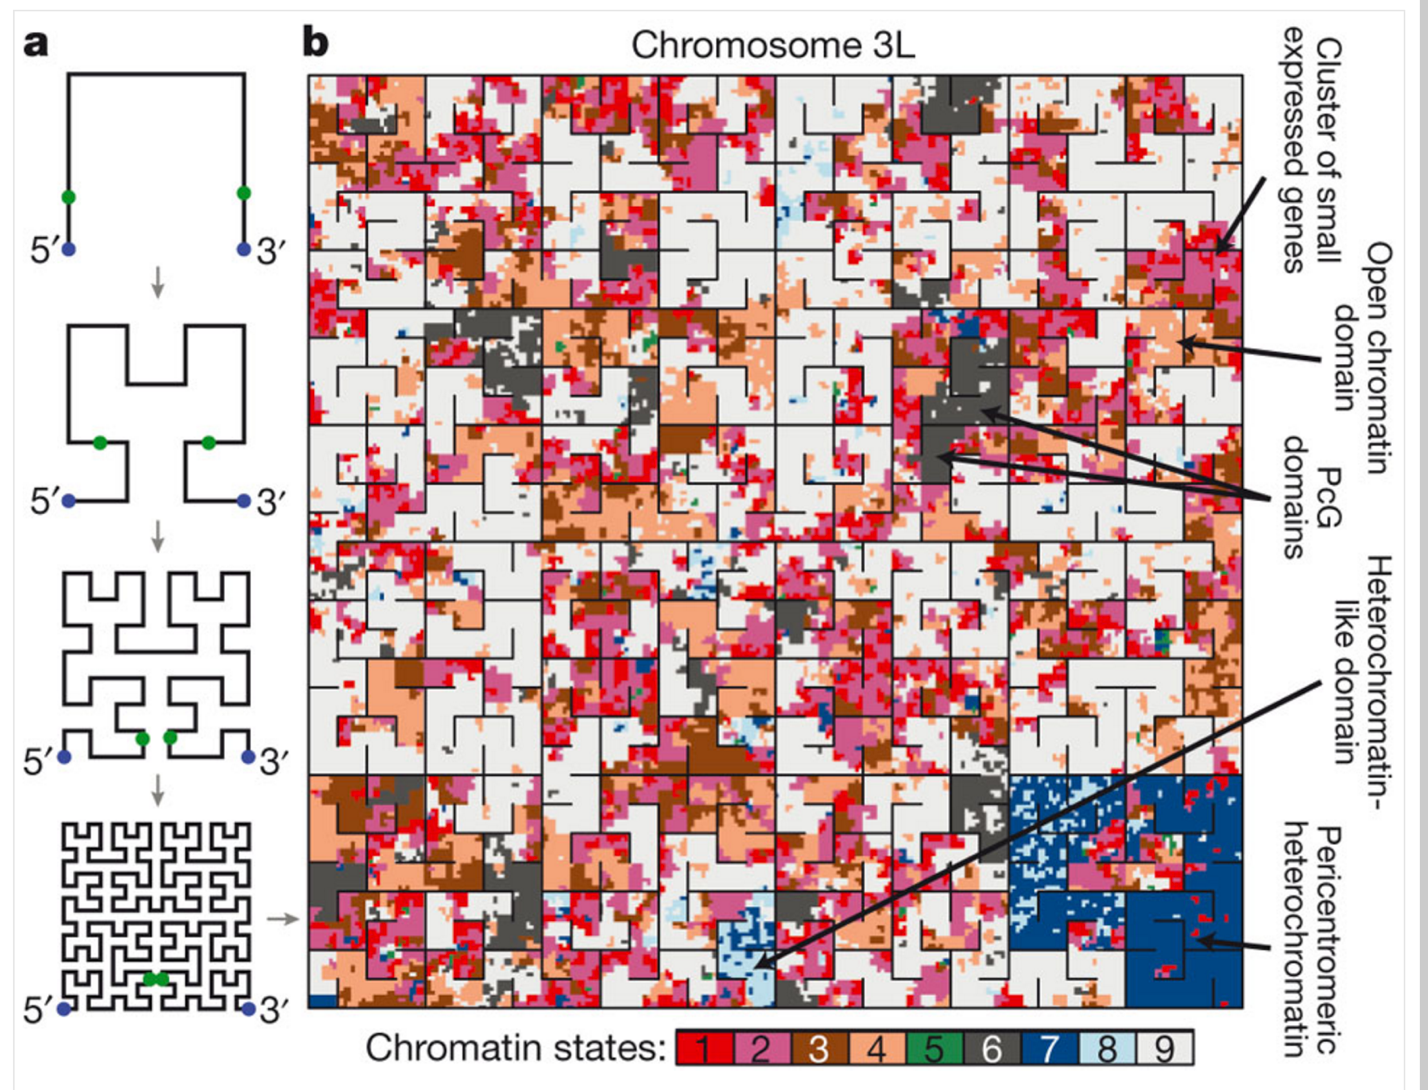 a
5′
3′
5′
3′
5′
3′
5′
3′
b
Chromosome 3L
Cluster of small
expressed genes
Open chromatin
domain
PcG
domains
Heterochromatin-
like domain
Pericentromeric
heterochromatin
Chromatin states: 1 2 3 4 5 6 7 8 9